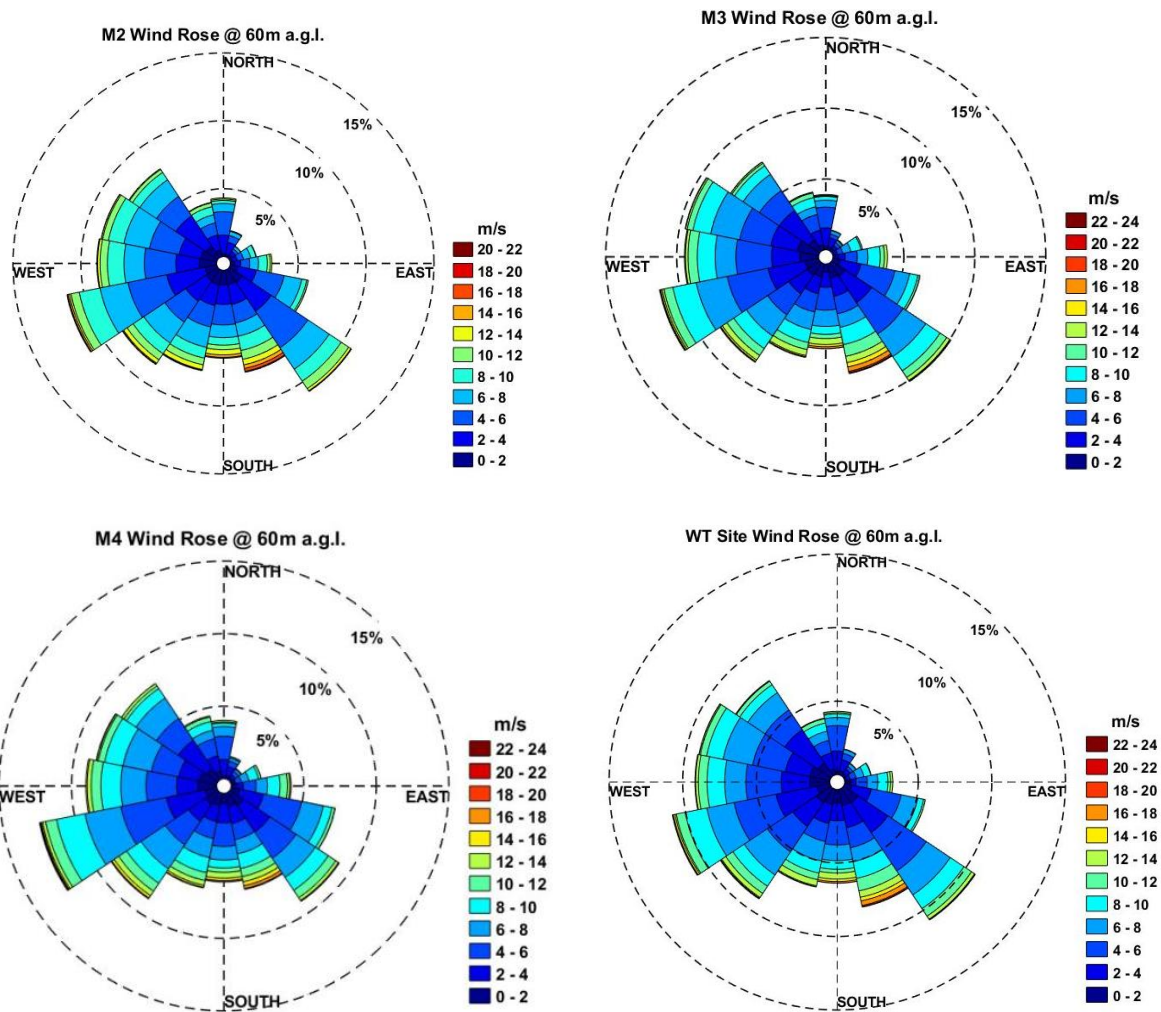 M2 Wind Rose @ 60m a.g.l.
NORTH
15%
10%
5%
WEST
EAST
SOUTH
m/s
20 - 22
18 - 20
16 - 18
14 - 16
12 - 14
10 - 12
8 - 10
6 - 8
4 - 6
2 - 4
0 - 2
M3 Wind Rose @ 60m a.g.l.
NORTH
15%
10%
5%
WEST
EAST
SOUTH
m/s
22 - 24
20 - 22
18 - 20
16 - 18
14 - 16
12 - 14
10 - 12
8 - 10
6 - 8
4 - 6
2 - 4
0 - 2
M4 Wind Rose @ 60m a.g.l.
NORTH
15%
10%
5%
WEST
EAST
SOUTH
m/s
22 - 24
20 - 22
18 - 20
16 - 18
14 - 16
12 - 14
10 - 12
8 - 10
6 - 8
4 - 6
2 - 4
0 - 2
WT Site Wind Rose @ 60m a.g.l.
NORTH
15%
10%
5%
WEST
EAST
SOUTH
m/s
22 - 24
20 - 22
18 - 20
16 - 18
14 - 16
12 - 14
10 - 12
8 - 10
6 - 8
4 - 6
2 - 4
0 - 2